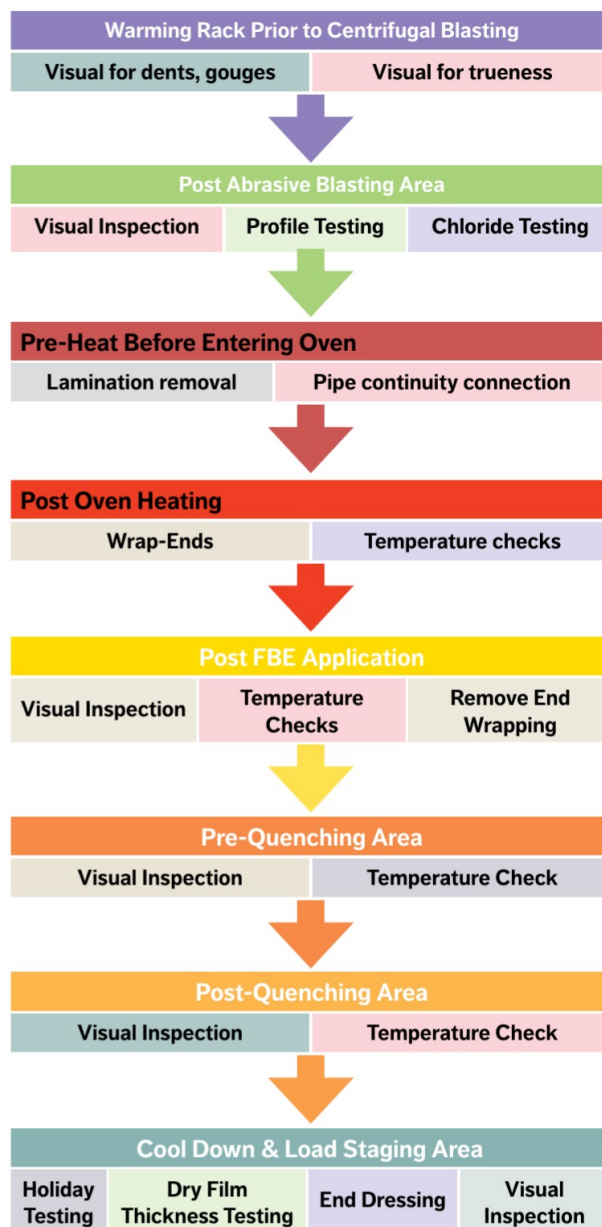 Warming Rack Prior to Centrifugal Blasting
Visual for dents, gouges
Visual for trueness
Post Abrasive Blasting Area
Visual Inspection
Profile Testing
Chloride Testing
Pre-Heat Before Entering Oven
Lamination removal
Pipe continuity connection
Post Oven Heating
Wrap-Ends
Temperature checks
Post FBE Application
Visual Inspection
Temperature
Checks
Remove End
Wrapping
Pre-Quenching Area
Visual Inspection
Temperature Check
Post-Quenching Area
Visual Inspection
Temperature Check
Cool Down & Load Staging Area
Holiday
Testing
Dry Film
Thickness Testing
End Dressing
Visual
Inspection